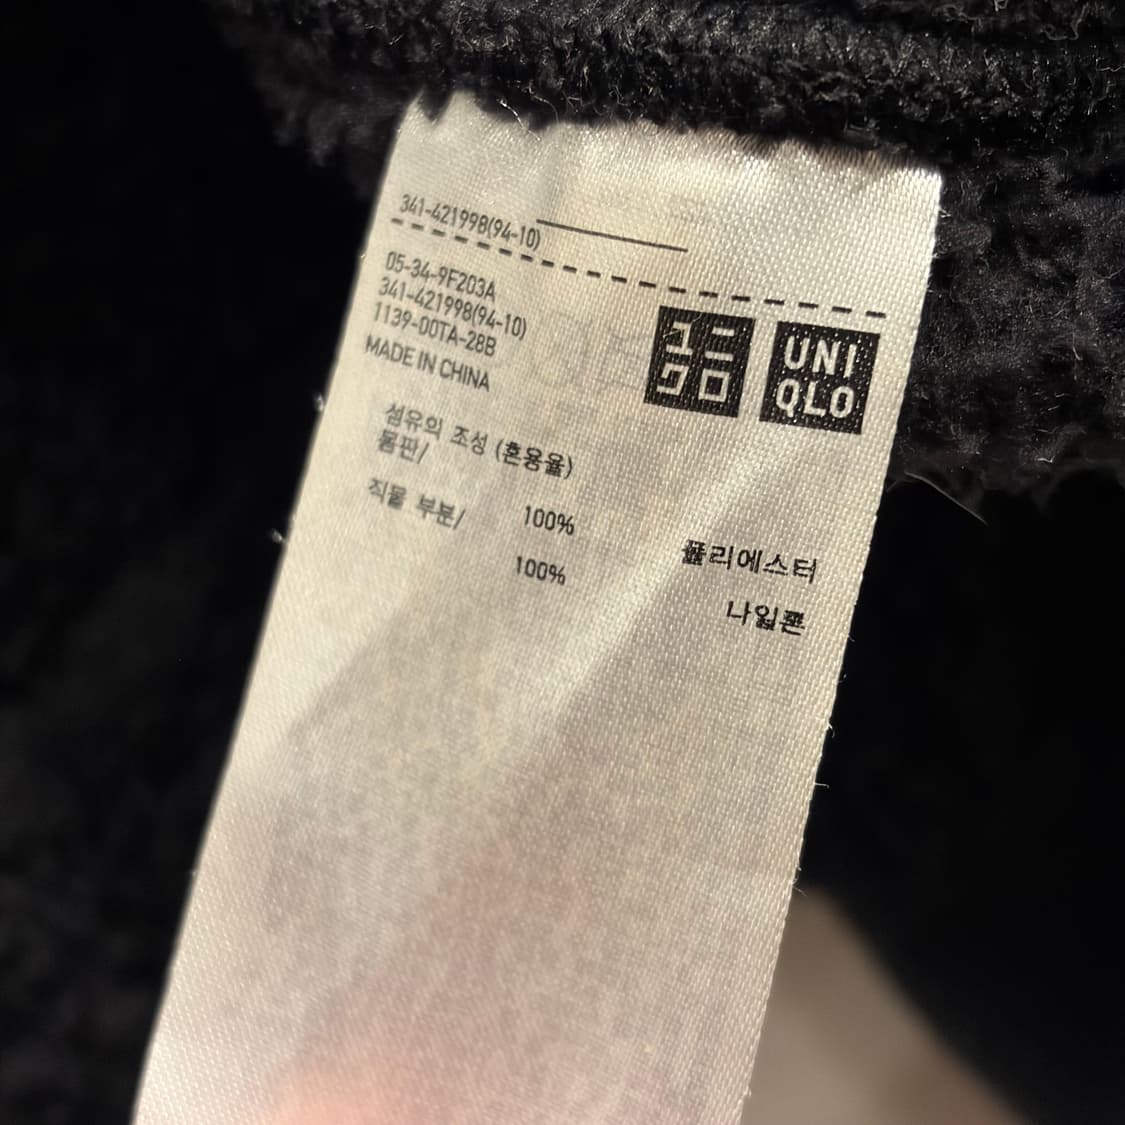 341-421998(94-10)
05-34-9F203A
341-421998(94-10)
1139-00TA-28B
MADE IN CHINA
ユニ
クロ
UNI
QLO
섬유의 조성 (혼용율)
몸판/
100% 폴리에스터
직물 부분/
100% 나일론